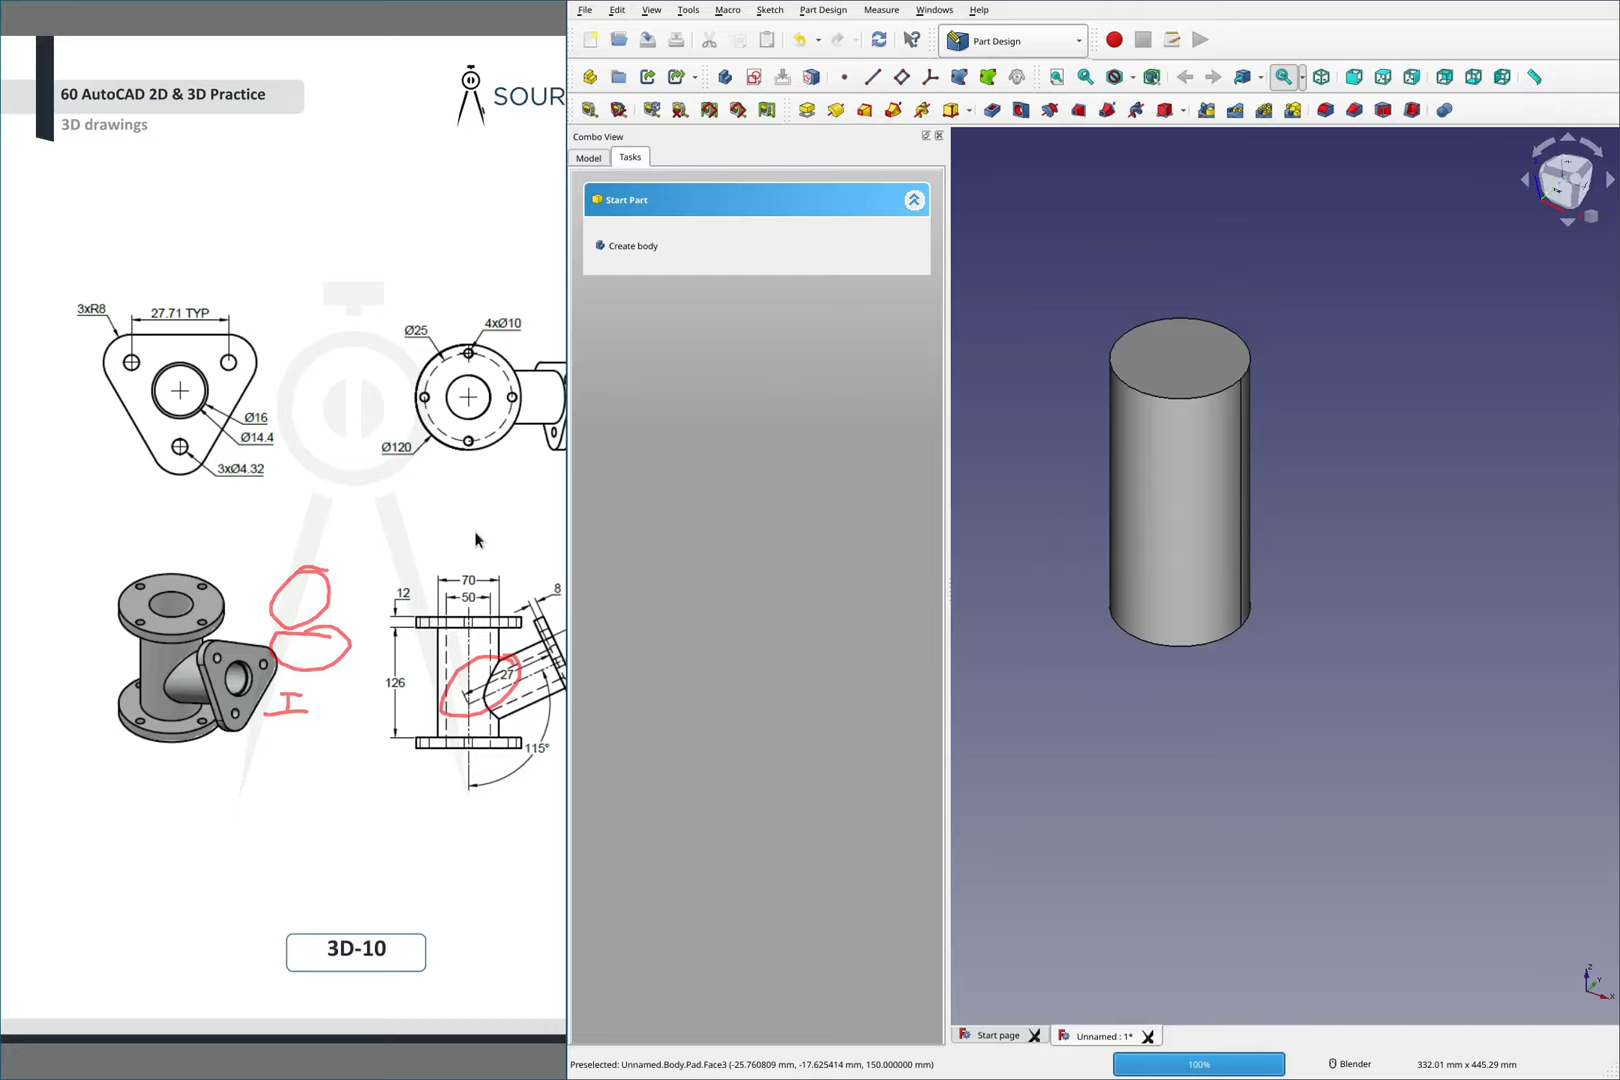 File Edit View Tools Macro Sketch Part Design Measure Windows Help
Part Design
60 AutoCAD 2D & 3D Practice
3D drawings
SOUR
Combo View
Model Tasks
Start Part
Create body
3xR8
27.71 TYP
Ø16
Ø14.4
3xØ4.32
Ø25
4xØ10
Ø120
70
50
12
8
27
126
115°
I
3D-10
Z
Y
X
Start page
Unnamed : 1*
Preselected: Unnamed.Body.Pad.Face3 (-25.760809 mm, -17.625414 mm, 150.000000 mm)
100%
Blender
332.01 mm x 445.29 mm